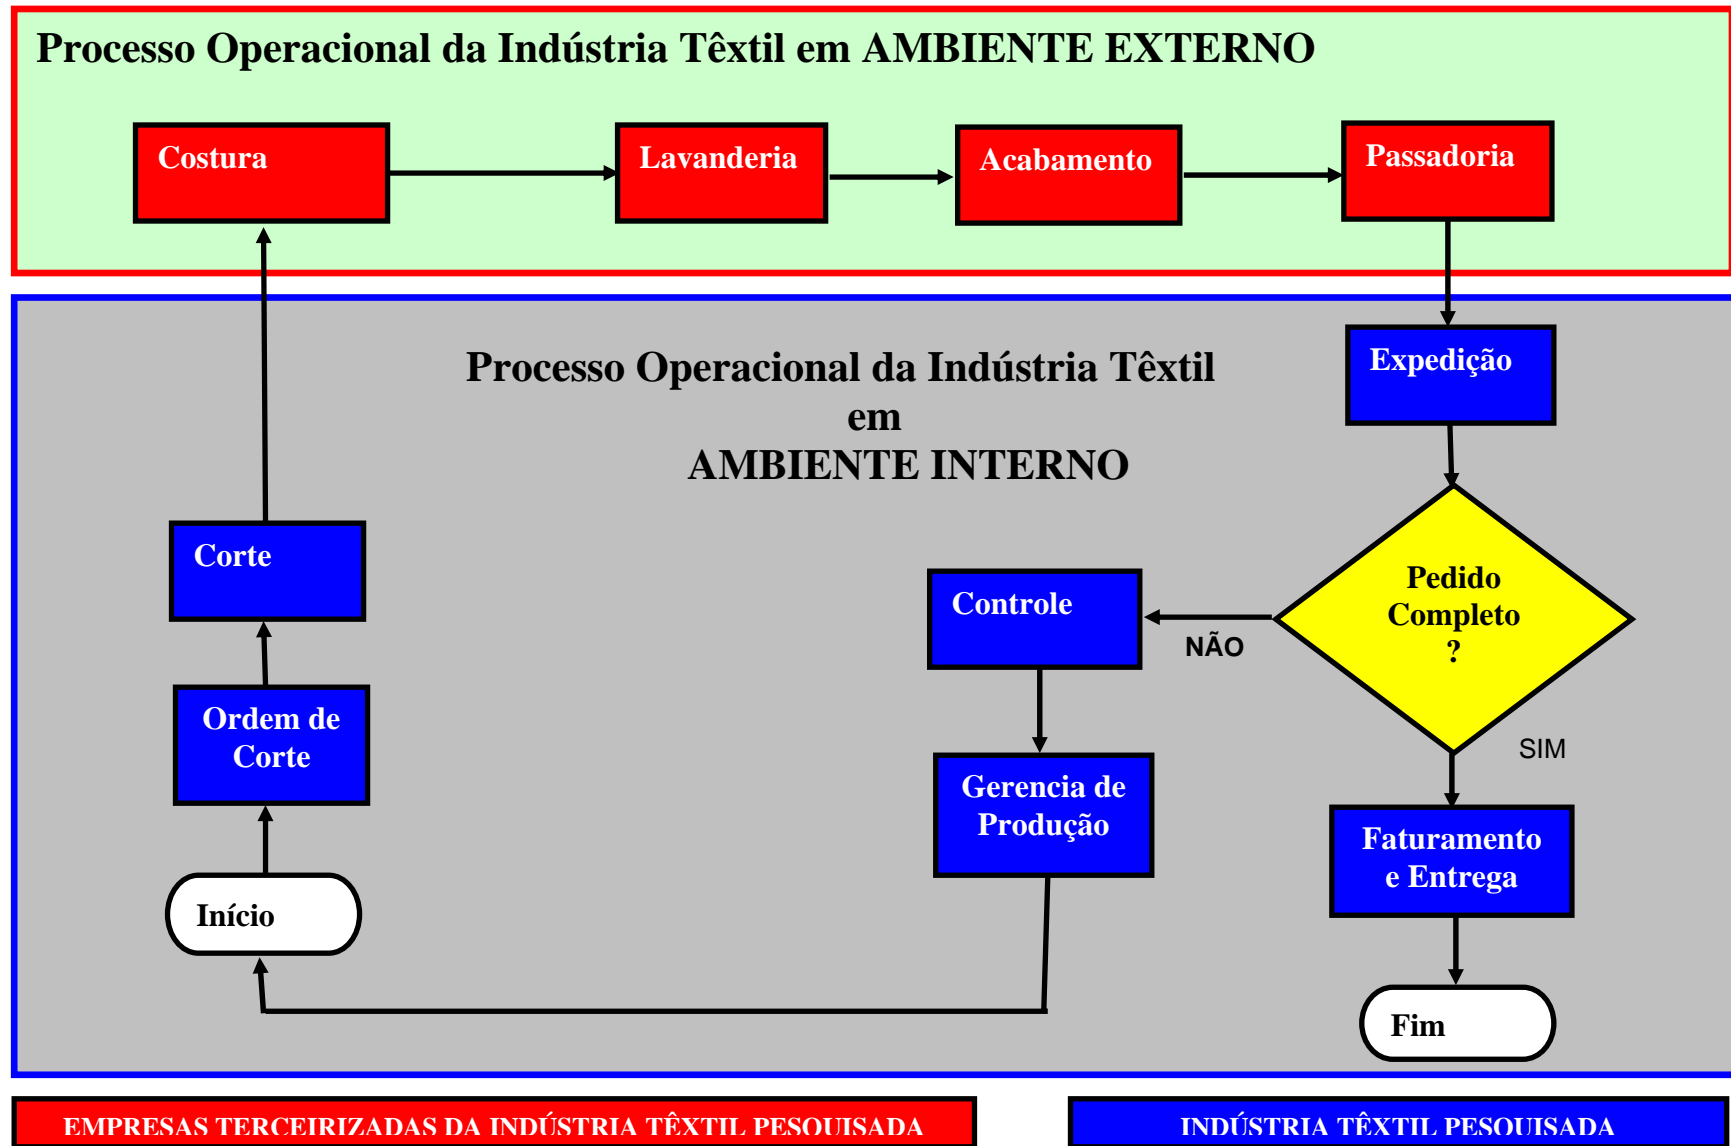 Processo Operacional da Indústria Têxtil em AMBIENTE EXTERNO
Costura
Lavanderia
Acabamento
Passadoria
Processo Operacional da Indústria Têxtil
em
AMBIENTE INTERNO
Expedição
Corte
Pedido
Completo
?
Controle
NÃO
Ordem de
Corte
SIM
Gerencia de
Produção
Faturamento
e Entrega
Início
Fim
EMPRESAS TERCEIRIZADAS DA INDÚSTRIA TÊXTIL PESQUISADA
INDÚSTRIA TÊXTIL PESQUISADA